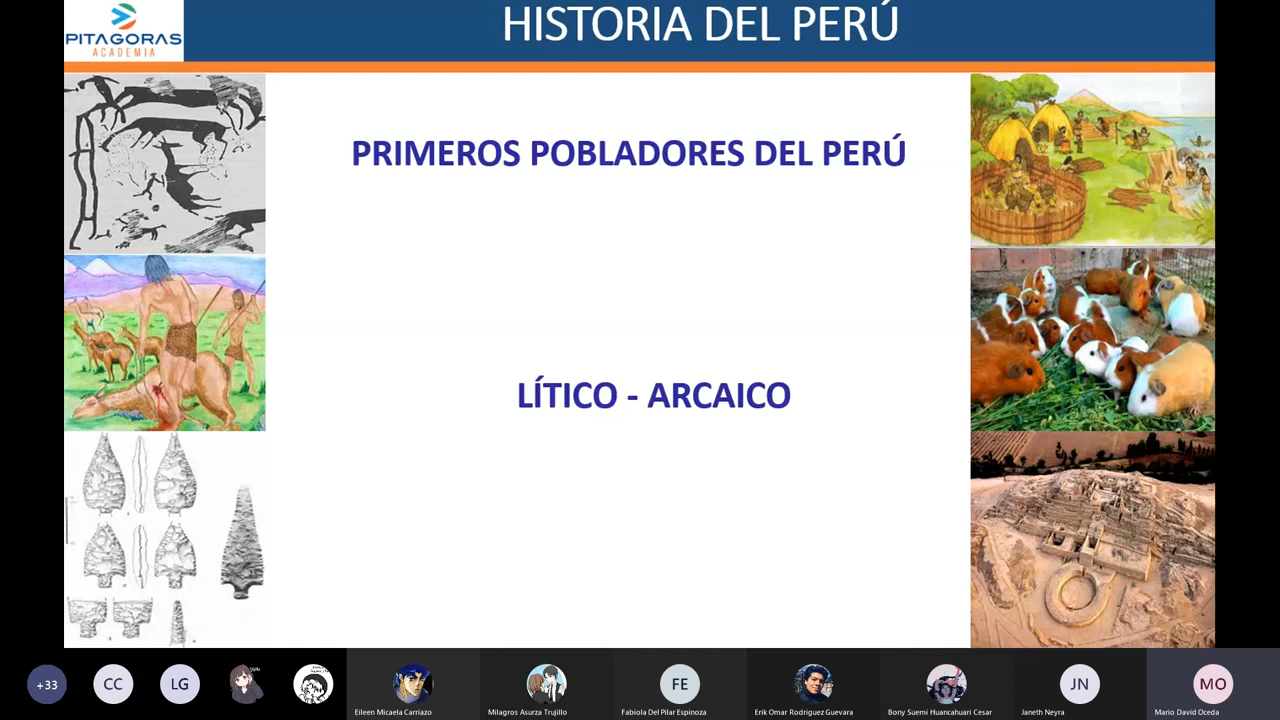 PITAGORAS
ACADEMIA
HISTORIA DEL PERÚ
PRIMEROS POBLADORES DEL PERÚ
LÍTICO - ARCAICO
+33
CC
LG
FE
JN
MO
Eileen Micaela Carriazo
Milagros Asurza Trujillo
Fabiola Del Pilar Espinoza
Erik Omar Rodriguez Guevara
Bony Suemi Huancahuari Cesar
Janeth Neyra
Mario David Oceda